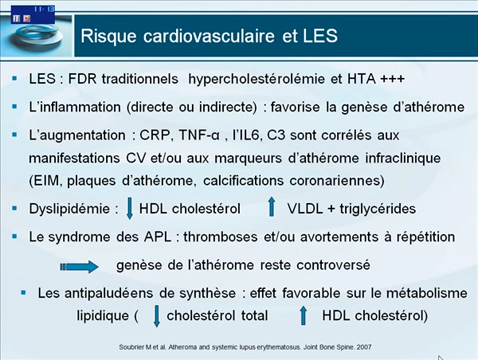 11:13
Risque cardiovasculaire et LES
LES : FDR traditionnels hypercholestérolémie et HTA +++
L'inflammation (directe ou indirecte) : favorise la genèse d'athérome
L'augmentation : CRP, TNF-α , l'IL6, C3 sont corrélés aux
manifestations CV et/ou aux marqueurs d'athérome infraclinique
(EIM, plaques d'athérome, calcifications coronariennes)
Dyslipidémie : HDL cholestérol VLDL + triglycérides
Le syndrome des APL : thromboses et/ou avortements à répétition
genèse de l'athérome reste controversé
Les antipaludéens de synthèse : effet favorable sur le métabolisme
lipidique ( cholestérol total HDL cholestérol)
Soubrier M et al. Atheroma and systemic lupus erythematosus. Joint Bone Spine. 2007